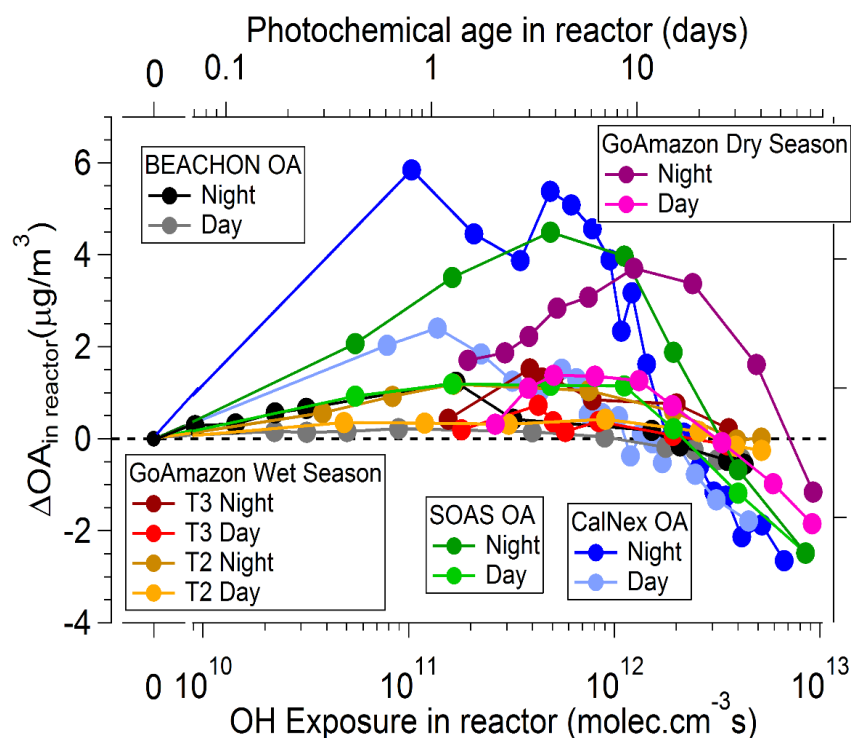 Photochemical age in reactor (days)
0 0.1 1 10
BEACHON OA
Night
Day
GoAmazon Dry Season
Night
Day
6
4
2
0
-2
-4
ΔOA in reactor(μg/m³)
GoAmazon Wet Season
T3 Night
T3 Day
T2 Night
T2 Day
SOAS OA
Night
Day
CalNex OA
Night
Day
0 10¹⁰ 10¹¹ 10¹² 10¹³
OH Exposure in reactor (molec.cm⁻³s)